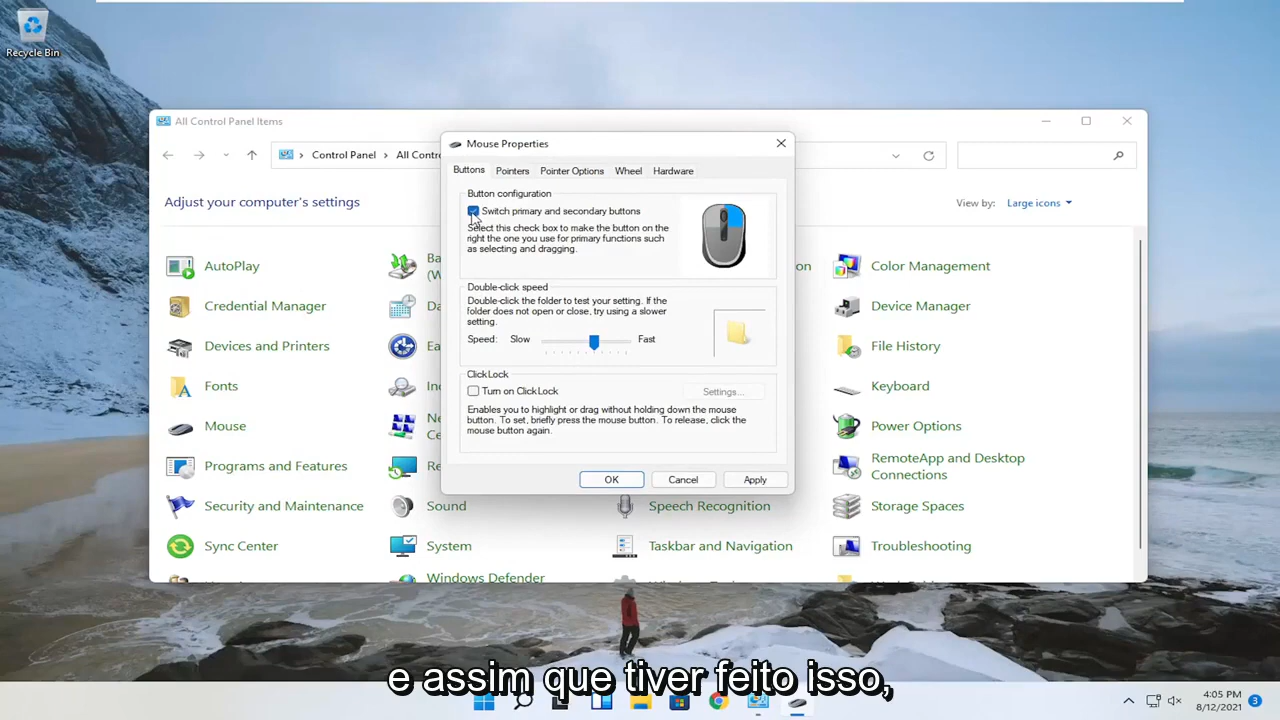 Recycle Bin
All Control Panel Items
Control Panel
All Contro
Adjust your computer's settings
View by:
Large icons
AutoPlay
Color Management
Credential Manager
Device Manager
Devices and Printers
File History
Fonts
Keyboard
Mouse
Power Options
Programs and Features
RemoteApp and Desktop
Connections
Security and Maintenance
Sound
Speech Recognition
Storage Spaces
Sync Center
System
Taskbar and Navigation
Troubleshooting
Windows Defender
Mouse Properties
Buttons
Pointers
Pointer Options
Wheel
Hardware
Button configuration
Switch primary and secondary buttons
Select this check box to make the button on the
right the one you use for primary functions such
as selecting and dragging.
Double-click speed
Double-click the folder to test your setting. If the
folder does not open or close, try using a slower
setting.
Speed:
Slow
Fast
ClickLock
Turn on ClickLock
Settings...
Enables you to highlight or drag without holding down the mouse
button. To set, briefly press the mouse button. To release, click the
mouse button again.
OK
Cancel
Apply
e assim que tiver feito isso,
4:05 PM
8/12/2021
3